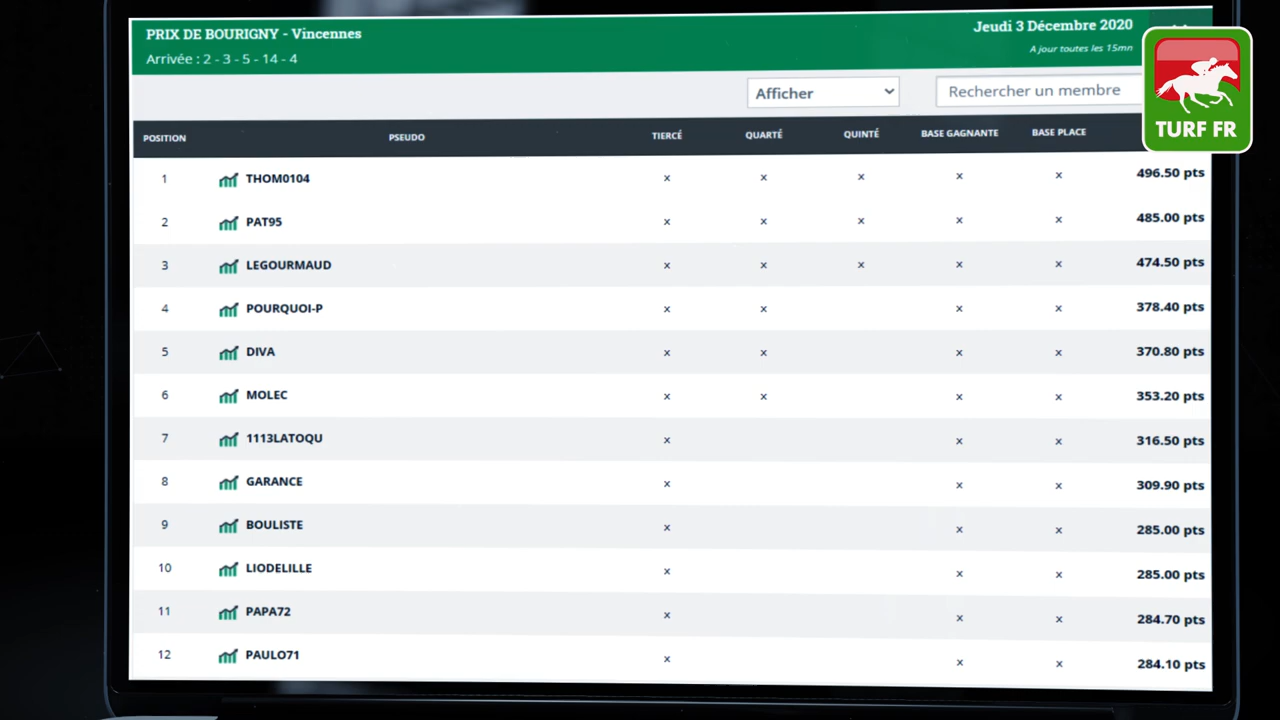 PRIX DE BOURIGNY - Vincennes
Jeudi 3 Décembre 2020
Arrivée : 2 - 3 - 5 - 14 - 4
A jour toutes les 15mn
Afficher
Rechercher un membre
TURF FR
POSITION PSEUDO TIERCÉ QUARTÉ QUINTÉ BASE GAGNANTE BASE PLACE
1 THOM0104 x x x x x 496.50 pts
2 PAT95 x x x x x 485.00 pts
3 LEGOURMAUD x x x x x 474.50 pts
4 POURQUOI-P x x x x 378.40 pts
5 DIVA x x x x 370.80 pts
6 MOLEC x x x x 353.20 pts
7 1113LATOQU x x x 316.50 pts
8 GARANCE x x x 309.90 pts
9 BOULISTE x x x 285.00 pts
10 LIODELILLE x x x 285.00 pts
11 PAPA72 x x x 284.70 pts
12 PAULO71 x x x 284.10 pts